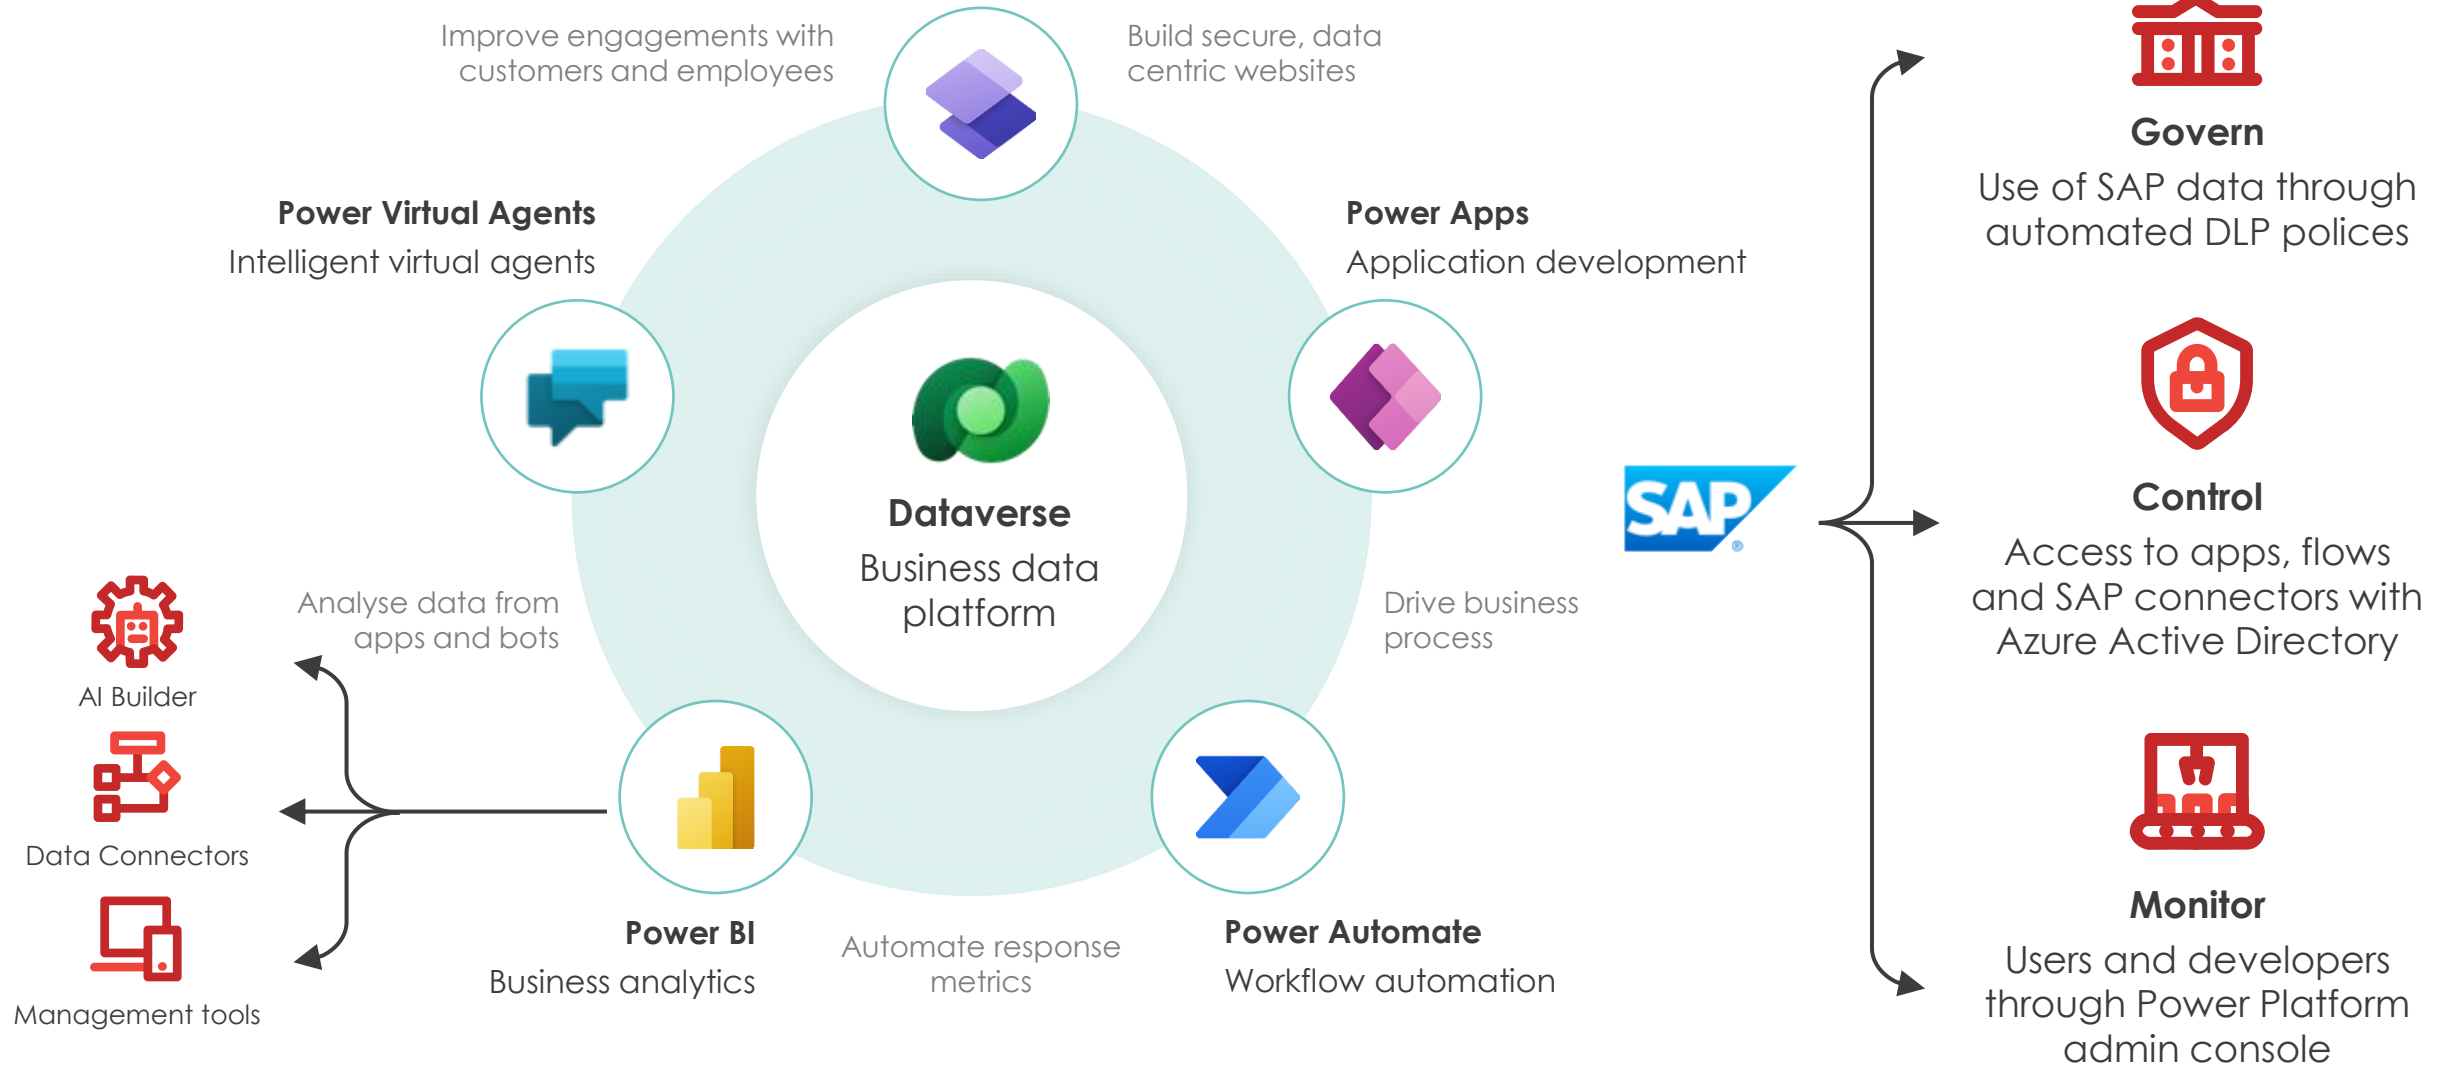 Improve engagements with
customers and employees
Build secure, data
centric websites
Power Virtual Agents
Intelligent virtual agents
Power Apps
Application development
Dataverse
Business data
platform
Analyse data from
apps and bots
Drive business
process
AI Builder
Data Connectors
Management tools
Power BI
Business analytics
Automate response
metrics
Power Automate
Workflow automation
SAP®
Govern
Use of SAP data through
automated DLP polices
Control
Access to apps, flows
and SAP connectors with
Azure Active Directory
Monitor
Users and developers
through Power Platform
admin console